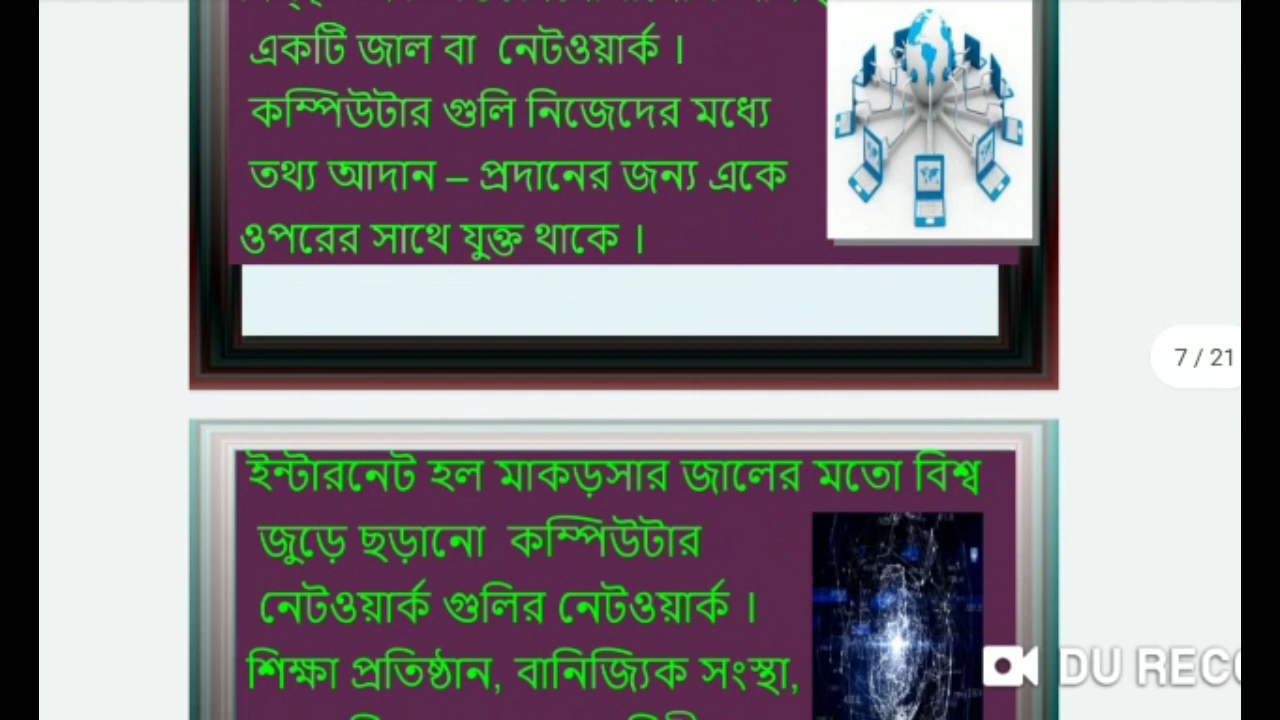 একটি জাল বা নেটওয়ার্ক ।
কম্পিউটার গুলি নিজেদের মধ্যে
তথ্য আদান – প্রদানের জন্য একে
ওপরের সাথে যুক্ত থাকে ।
7 / 21
ইন্টারনেট হল মাকড়সার জালের মতো বিশ্ব
জুড়ে ছড়ানো কম্পিউটার
নেটওয়ার্ক গুলির নেটওয়ার্ক ।
শিক্ষা প্রতিষ্ঠান, বানিজ্যিক সংস্থা,
DU REC